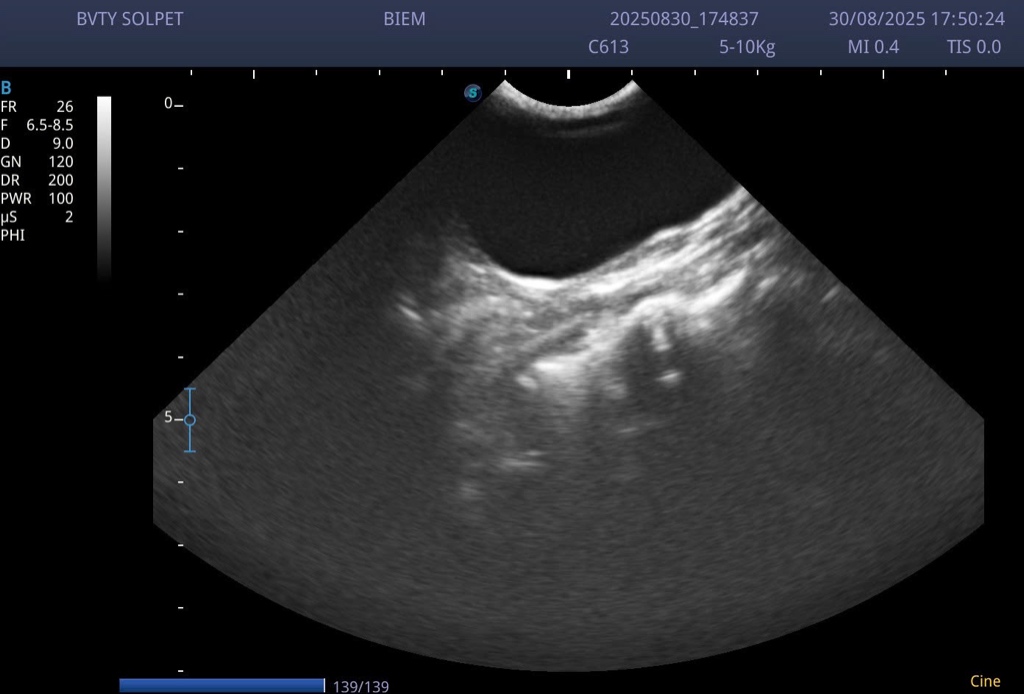 BVTY SOLPET BIEM 20250830_174837 30/08/2025 17:50:24
C613 5-10Kg MI 0.4 TIS 0.0
B
FR 26
F 6.5-8.5
D 9.0
GN 120
DR 200
PWR 100
µS 2
PHI
S
0
5
139/139
Cine